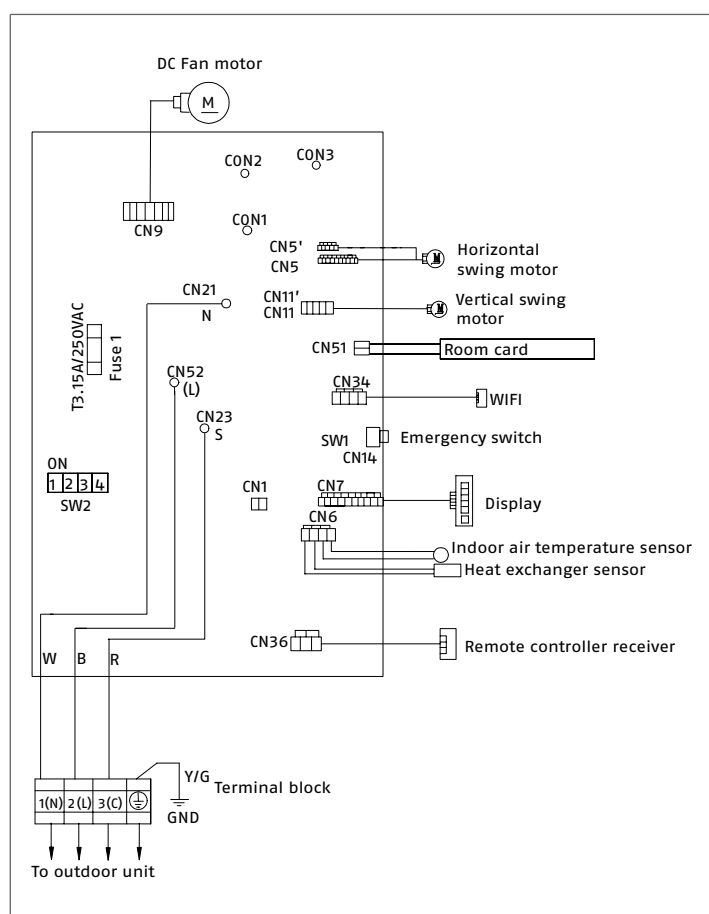 DC Fan motor
M
CON2
CON3
CN9
CON1
CN5'
CN5
Horizontal
swing motor
M
CN21
N
CN11'
CN11
Vertical swing
motor
M
T3.15A/250VAC
Fuse 1
CN51
Room card
CN52
(L)
CN34
WIFI
CN23
S
SW1
Emergency switch
CN14
ON
1 2 3 4
SW2
CN1
CN7
Display
CN6
Indoor air temperature sensor
Heat exchanger sensor
CN36
Remote controller receiver
W B R
Y/G
Terminal block
1(N) 2(L) 3(C)
GND
To outdoor unit